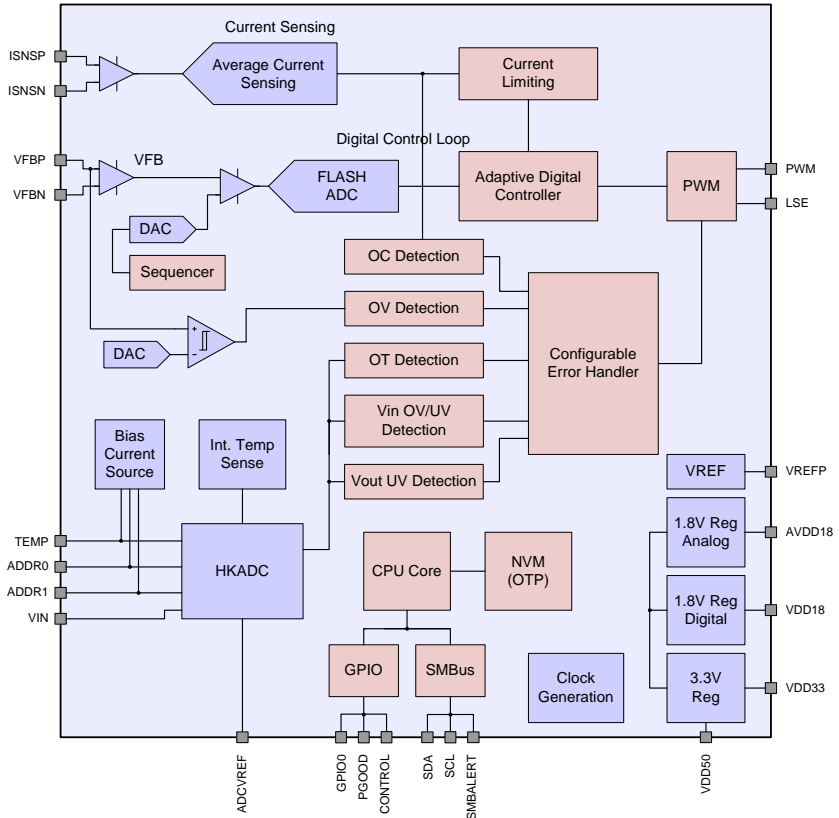 Current Sensing
ISNSP
ISNSN
Average Current
Sensing
Current
Limiting
Digital Control Loop
VFBP
VFBN
VFB
FLASH
ADC
Adaptive Digital
Controller
PWM
PWM
LSE
DAC
Sequencer
OC Detection
OV Detection
+
-
DAC
OT Detection
Configurable
Error Handler
Vin OV/UV
Detection
Vout UV Detection
Bias
Current
Source
Int. Temp
Sense
VREF
VREFP
1.8V Reg
Analog
AVDD18
TEMP
ADDR0
ADDR1
VIN
HKADC
CPU Core
NVM
(OTP)
1.8V Reg
Digital
VDD18
GPIO
SMBus
Clock
Generation
3.3V
Reg
VDD33
ADCVREF
GPIO0
PGOOD
CONTROL
SDA
SCL
SMBALERT
VDD50